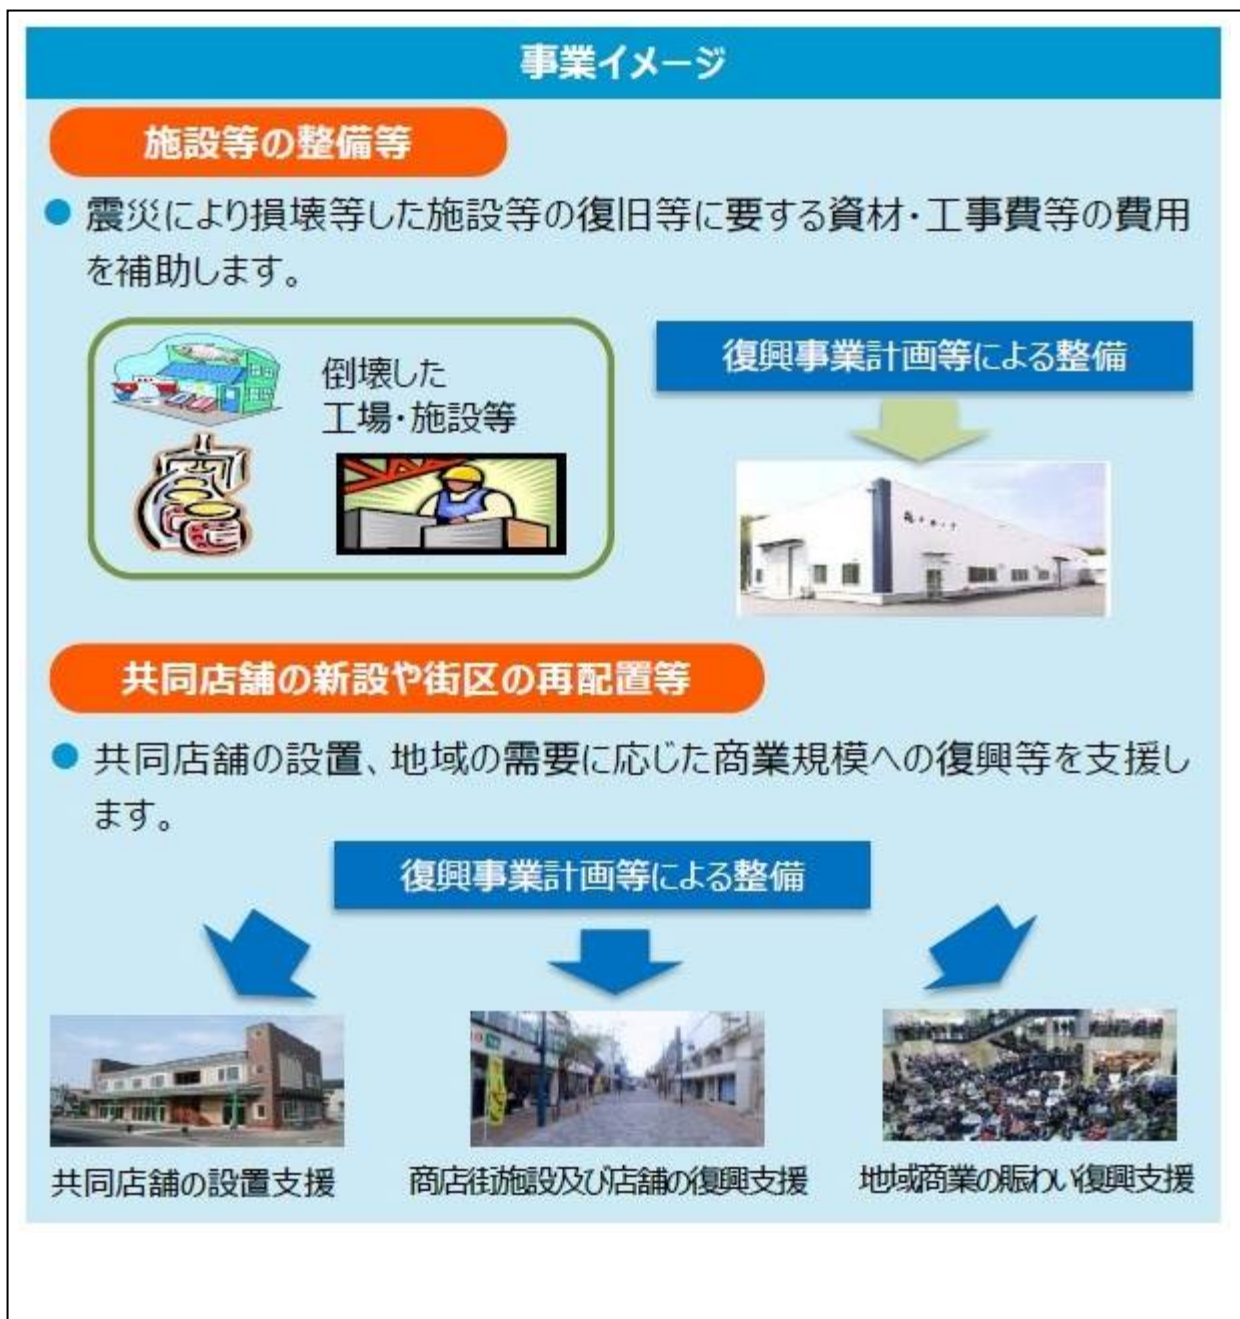 事業イメージ
施設等の整備等
● 震災により損壊等した施設等の復旧等に要する資材・工事費等の費用
を補助します。
倒壊した
工場・施設等
復興事業計画等による整備
共同店舗の新設や街区の再配置等
● 共同店舗の設置、地域の需要に応じた商業規模への復興等を支援し
ます。
復興事業計画等による整備
共同店舗の設置支援
商店街施設及び店舗の復興支援
地域商業の賑わい復興支援